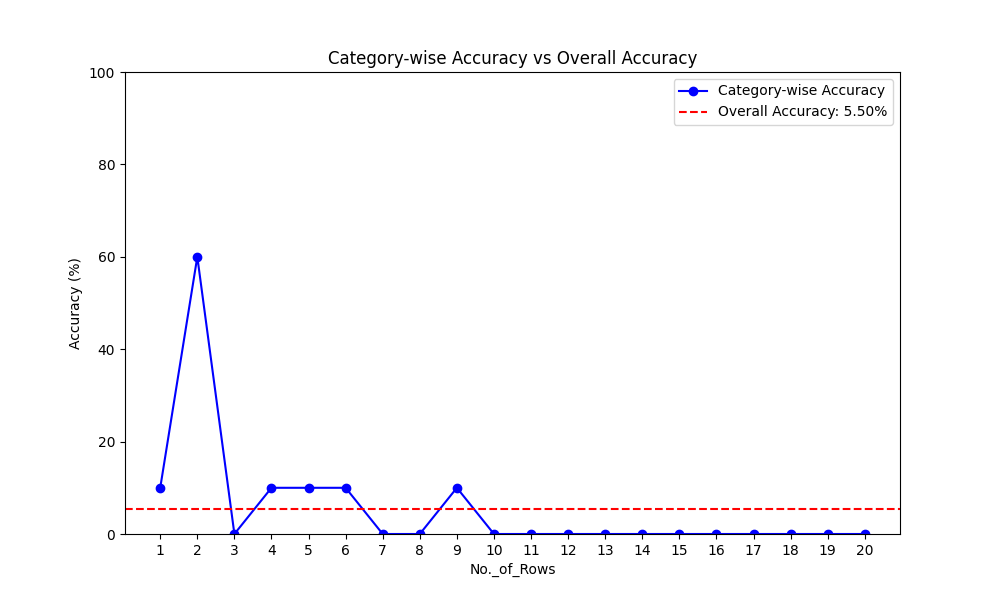 Category-wise Accuracy vs Overall Accuracy
100
80
60
40
20
0
Accuracy (%)
Category-wise Accuracy
Overall Accuracy: 5.50%
1 2 3 4 5 6 7 8 9 10 11 12 13 14 15 16 17 18 19 20
No._of_Rows